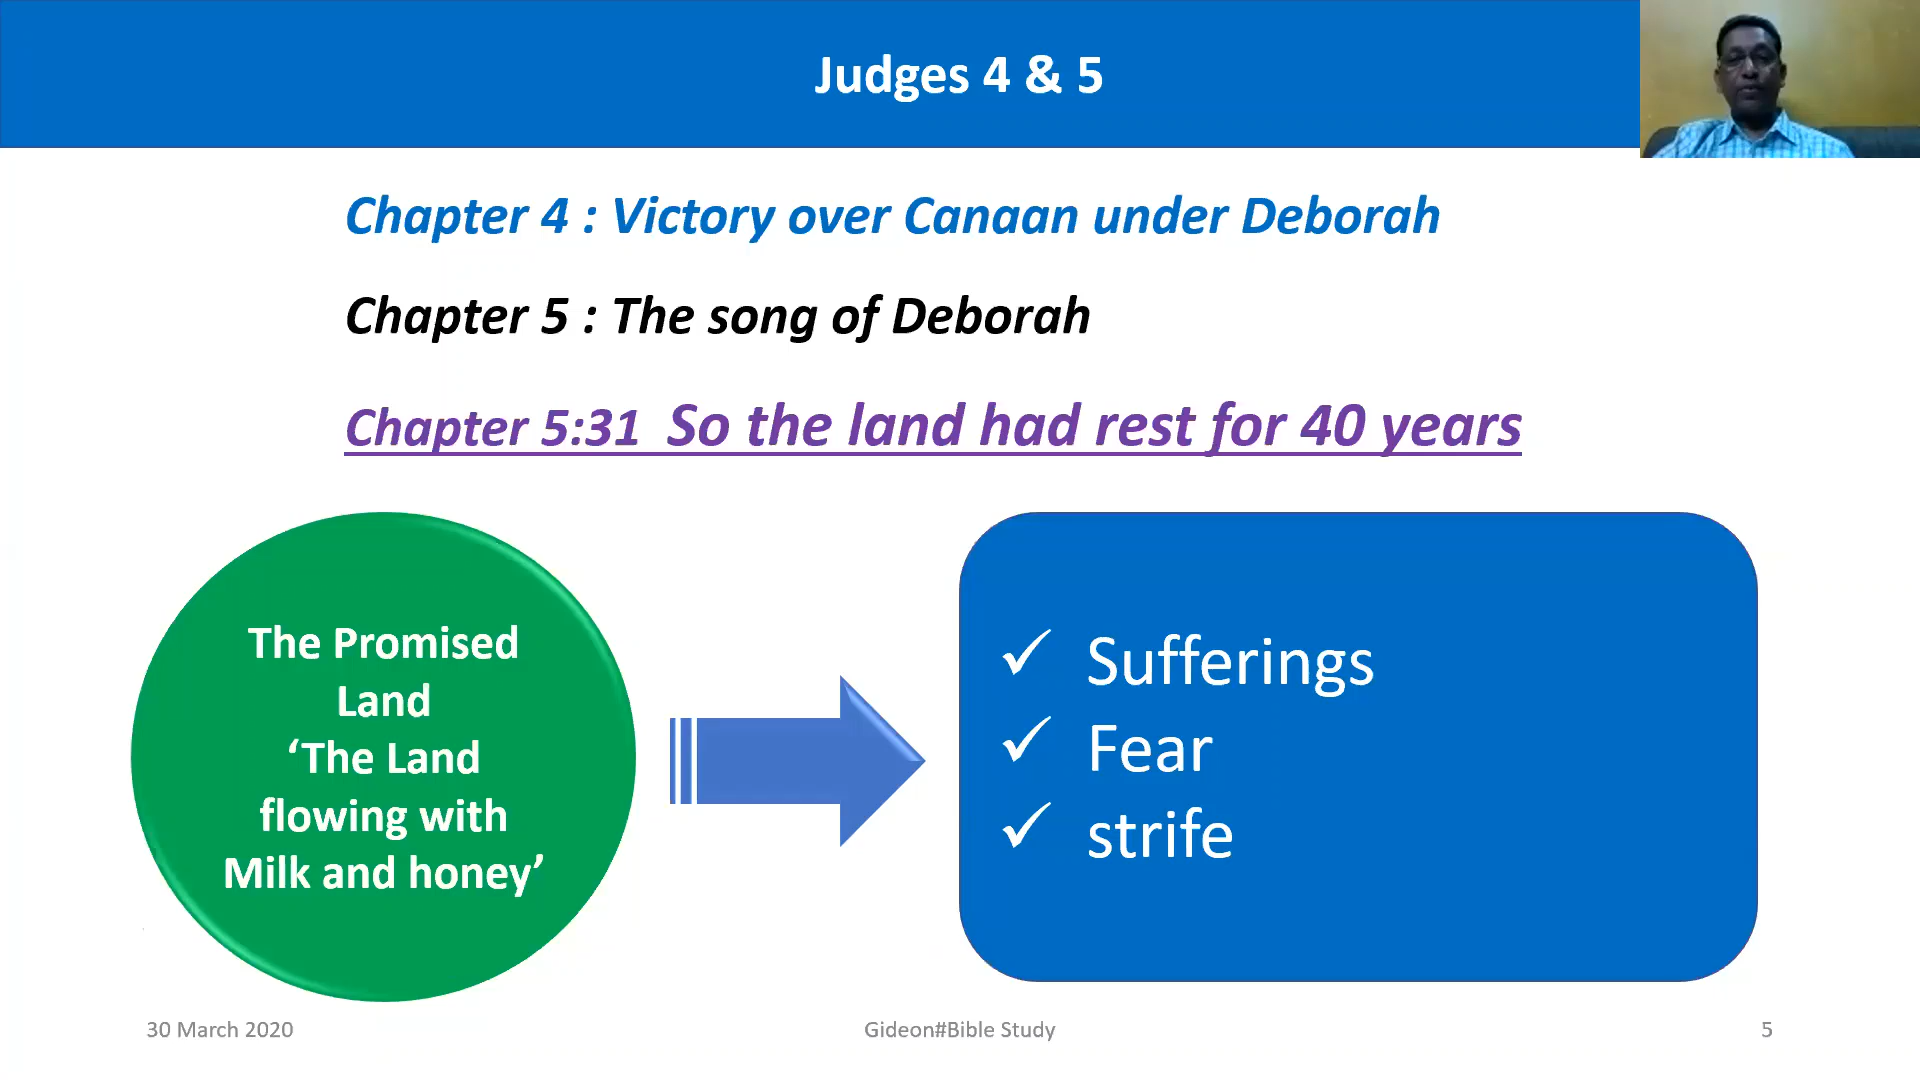 Judges 4 & 5
Chapter 4 : Victory over Canaan under Deborah
Chapter 5 : The song of Deborah
Chapter 5:31 So the land had rest for 40 years
The Promised
Land
‘The Land
flowing with
Milk and honey’
✓ Sufferings
✓ Fear
✓ strife
30 March 2020
Gideon#Bible Study
5